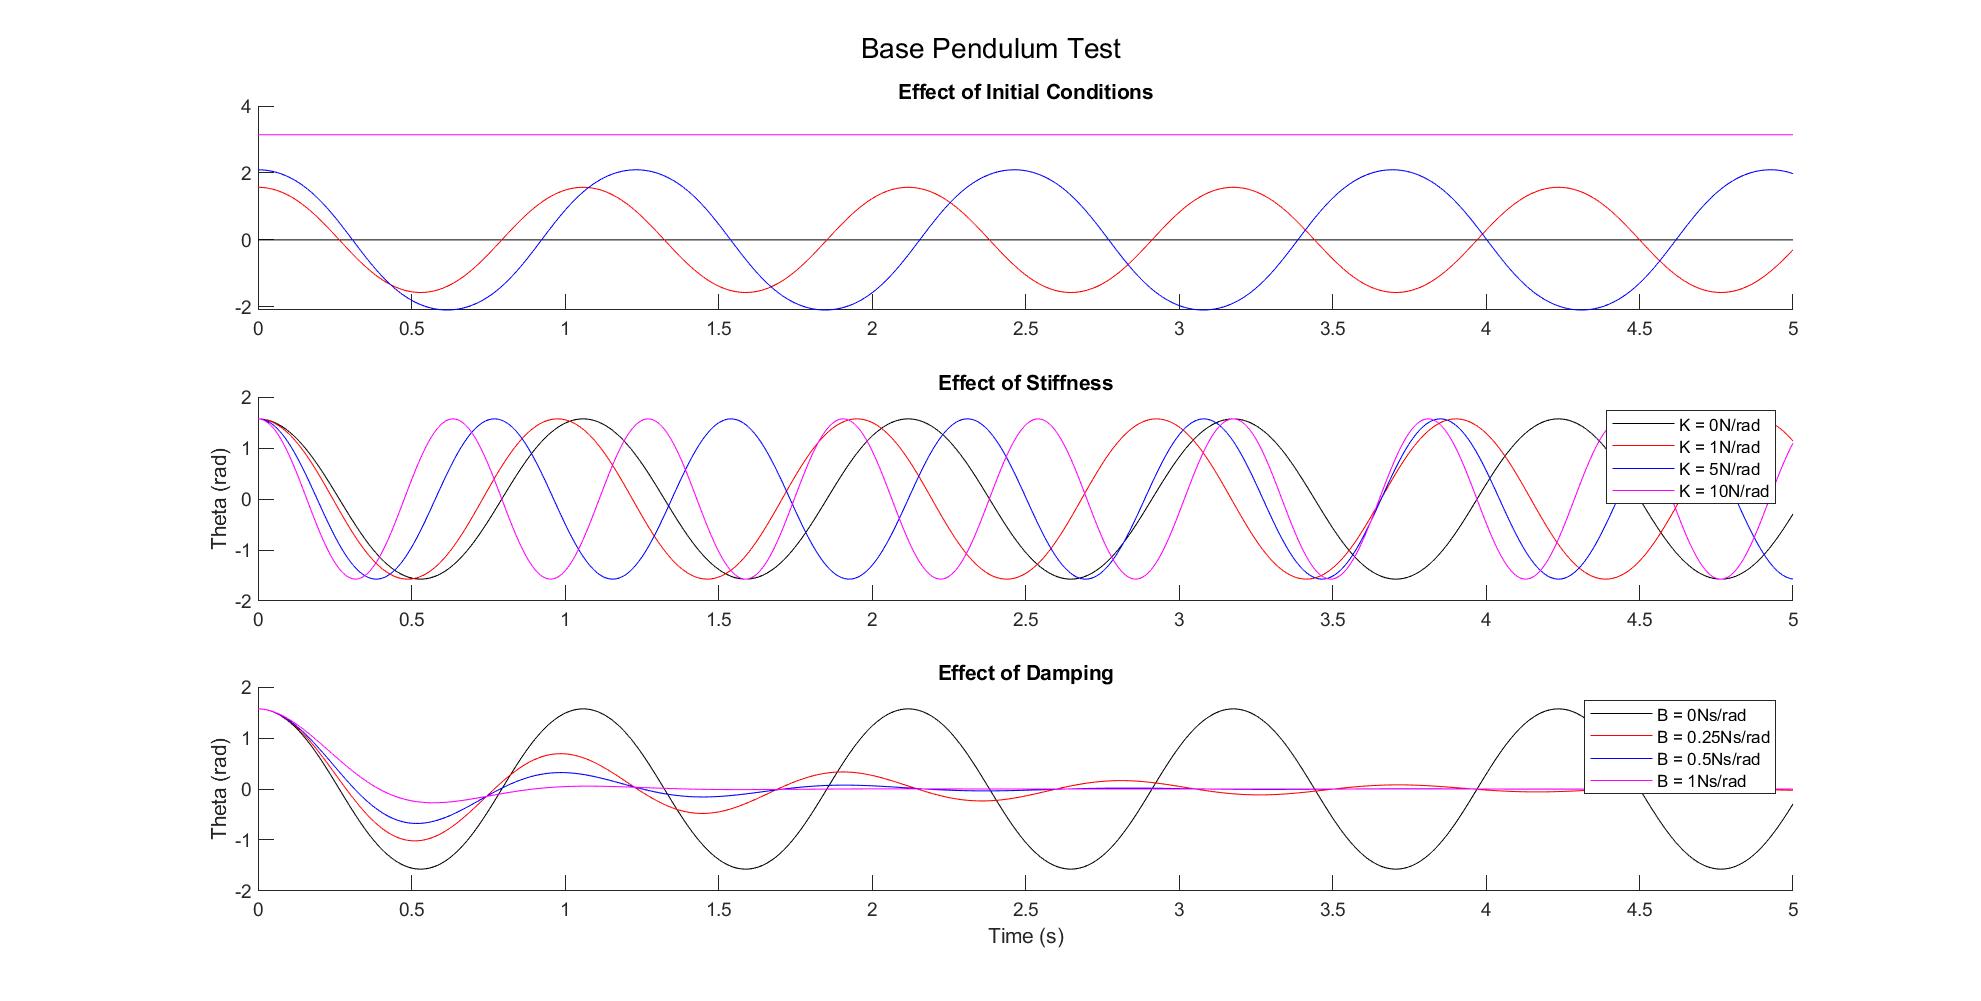 Base Pendulum Test
Effect of Initial Conditions
4
2
0
-2
0 0.5 1 1.5 2 2.5 3 3.5 4 4.5 5
Effect of Stiffness
Theta (rad)
2
1
0
-1
-2
K = 0N/rad
K = 1N/rad
K = 5N/rad
K = 10N/rad
0 0.5 1 1.5 2 2.5 3 3.5 4 4.5 5
Effect of Damping
Theta (rad)
2
1
0
-1
-2
B = 0Ns/rad
B = 0.25Ns/rad
B = 0.5Ns/rad
B = 1Ns/rad
0 0.5 1 1.5 2 2.5 3 3.5 4 4.5 5
Time (s)